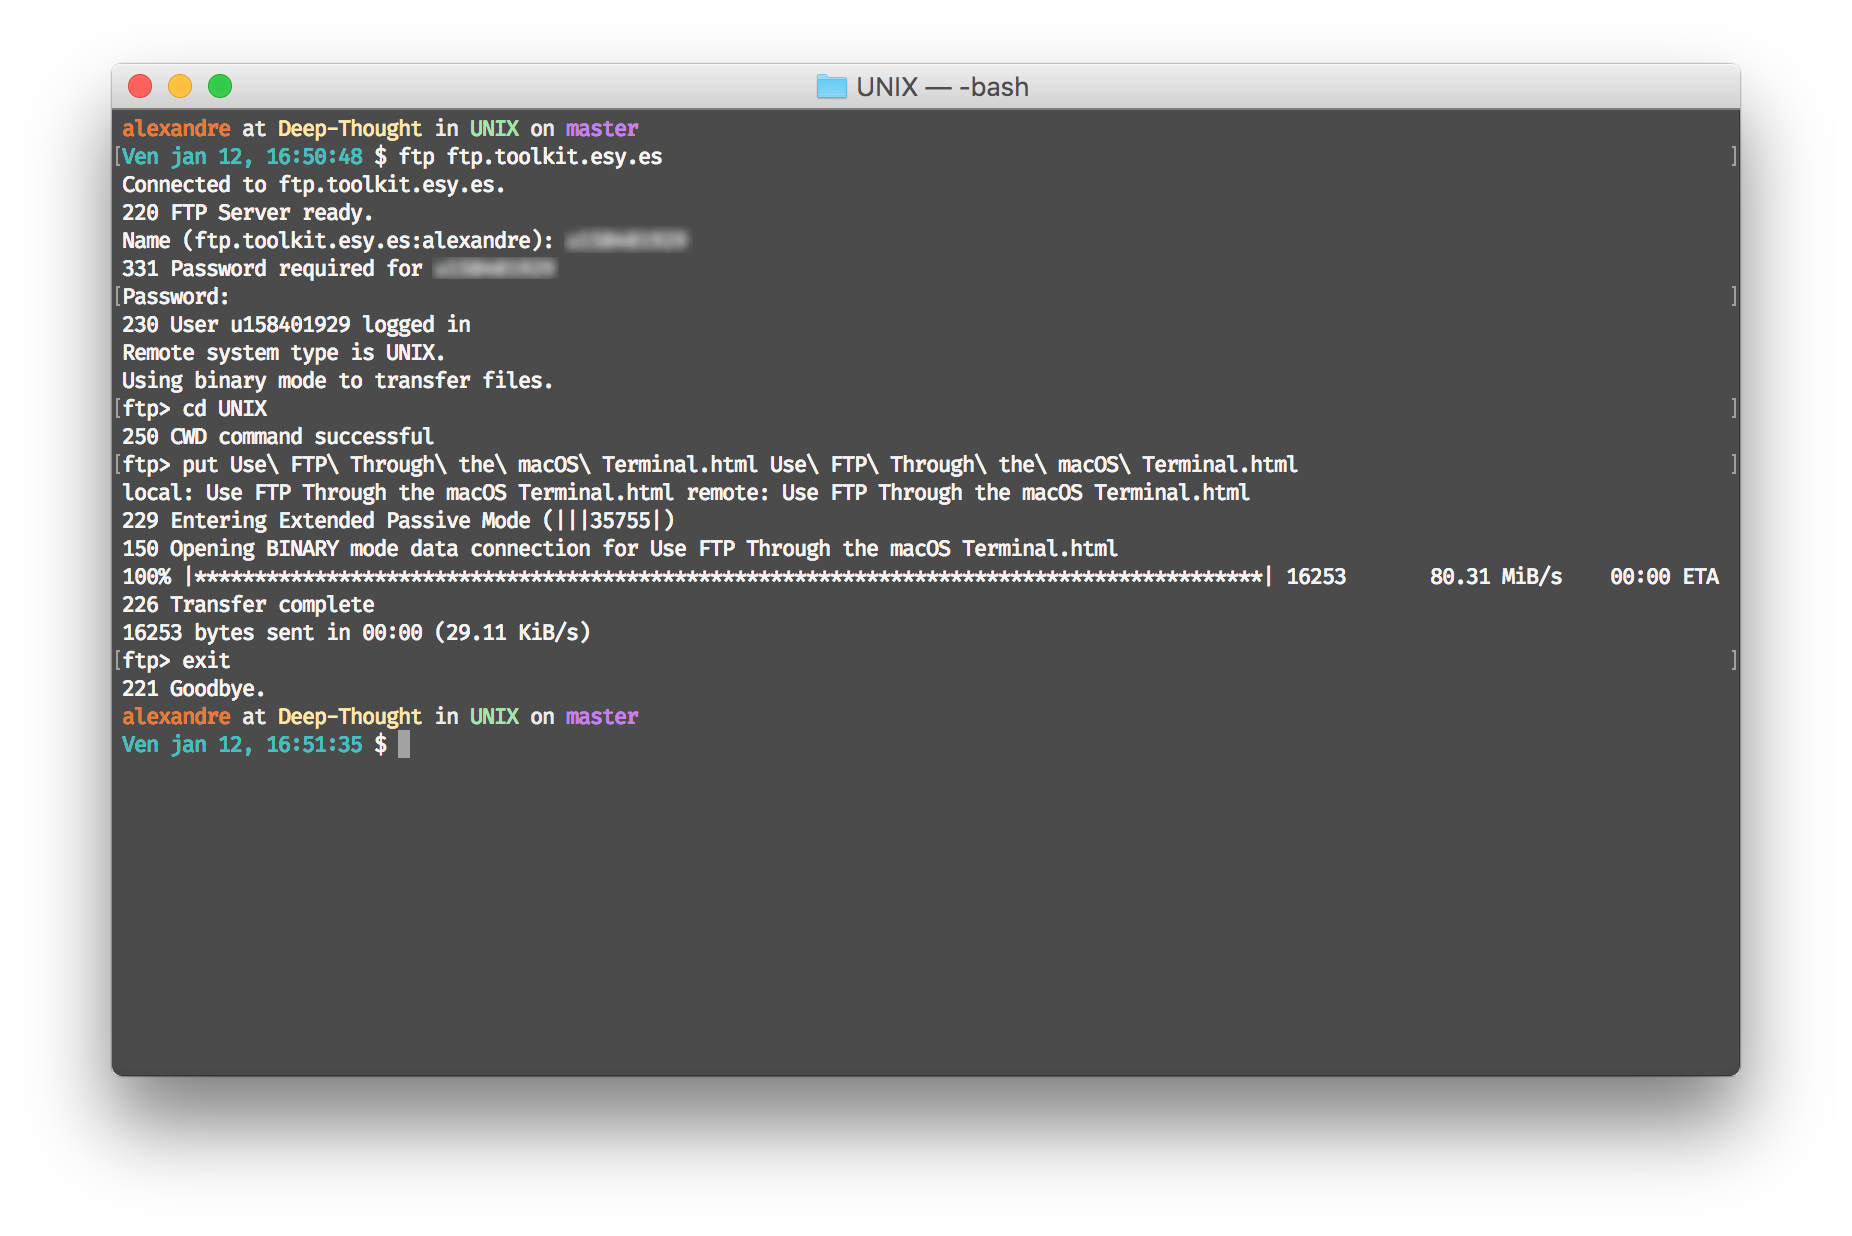 UNIX — -bash
alexandre at Deep-Thought in UNIX on master
[Ven jan 12, 16:50:48 $ ftp ftp.toolkit.esy.es ]
Connected to ftp.toolkit.esy.es.
220 FTP Server ready.
Name (ftp.toolkit.esy.es:alexandre):
331 Password required for
[Password: ]
230 User u158401929 logged in
Remote system type is UNIX.
Using binary mode to transfer files.
[ftp> cd UNIX ]
250 CWD command successful
[ftp> put Use\ FTP\ Through\ the\ macOS\ Terminal.html Use\ FTP\ Through\ the\ macOS\ Terminal.html ]
local: Use FTP Through the macOS Terminal.html remote: Use FTP Through the macOS Terminal.html
229 Entering Extended Passive Mode (|||35755|)
150 Opening BINARY mode data connection for Use FTP Through the macOS Terminal.html
100% |*****************************************************************************************| 16253 80.31 MiB/s 00:00 ETA
226 Transfer complete
16253 bytes sent in 00:00 (29.11 KiB/s)
[ftp> exit ]
221 Goodbye.
alexandre at Deep-Thought in UNIX on master
Ven jan 12, 16:51:35 $